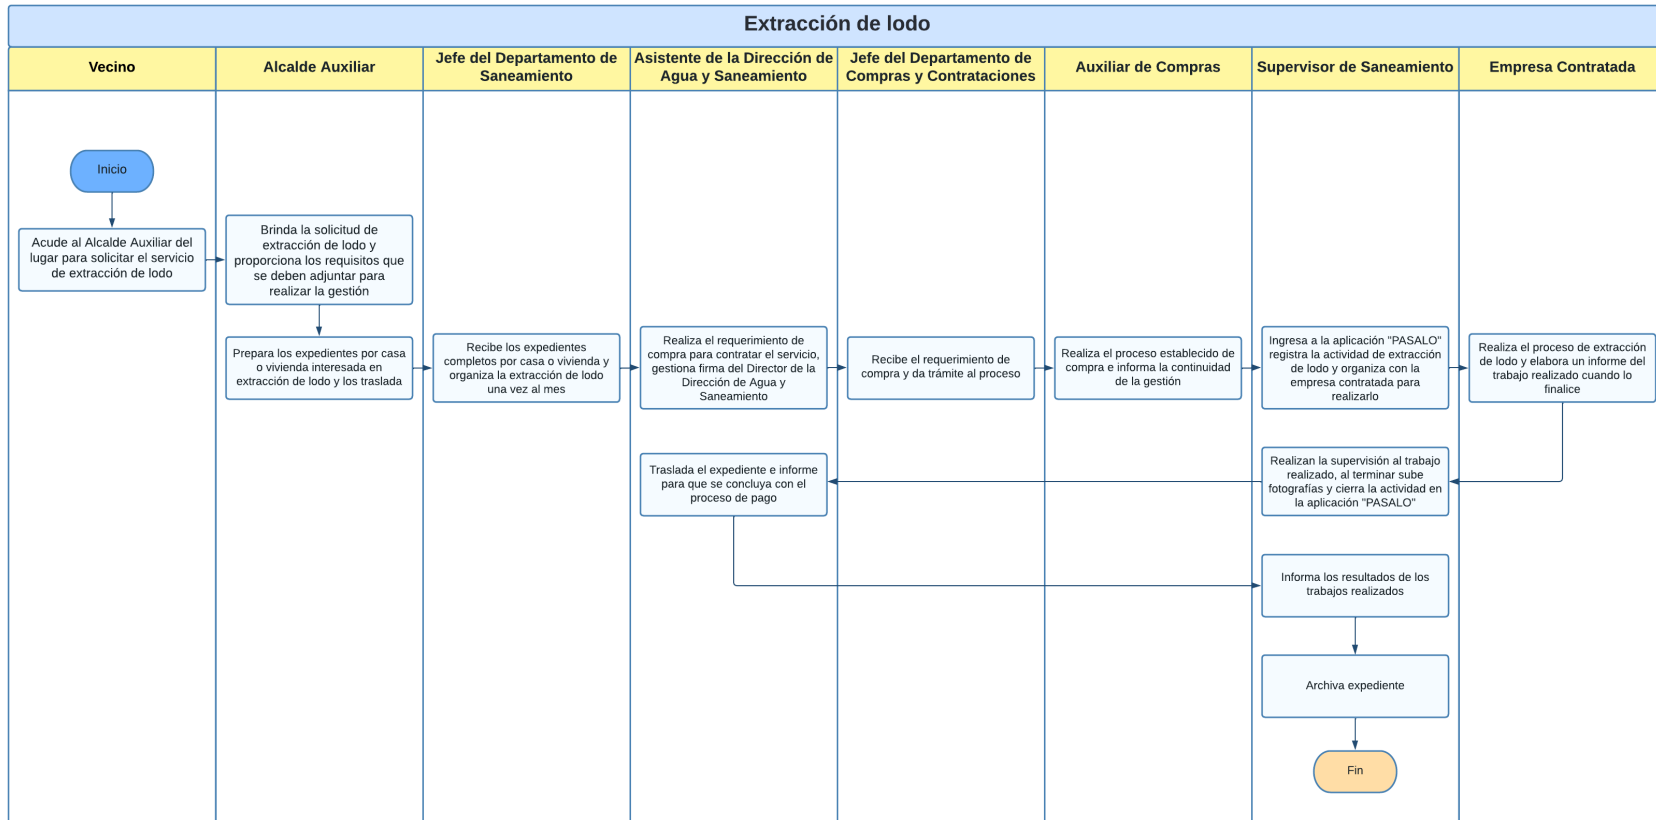 Extracción de lodo
Vecino
Alcalde Auxiliar
Jefe del Departamento de
Saneamiento
Asistente de la Dirección de
Agua y Saneamiento
Jefe del Departamento de
Compras y Contrataciones
Auxiliar de Compras
Supervisor de Saneamiento
Empresa Contratada
Inicio
Acude al Alcalde Auxiliar del
lugar para solicitar el servicio
de extracción de lodo
Brinda la solicitud de
extracción de lodo y
proporciona los requisitos que
se deben adjuntar para
realizar la gestión
Prepara los expedientes por casa
o vivienda interesada en
extracción de lodo y los traslada
Recibe los expedientes
completos por casa o vivienda y
organiza la extracción de lodo
una vez al mes
Realiza el requerimiento de
compra para contratar el servicio,
gestiona firma del Director de la
Dirección de Agua y
Saneamiento
Recibe el requerimiento de
compra y da trámite al proceso
Realiza el proceso establecido de
compra e informa la continuidad
de la gestión
Ingresa a la aplicación "PASALO"
registra la actividad de extracción
de lodo y organiza con la
empresa contratada para
realizarlo
Realiza el proceso de extracción
de lodo y elabora un informe del
trabajo realizado cuando lo
finalice
Realizan la supervisión al trabajo
realizado, al terminar sube
fotografías y cierra la actividad en
la aplicación "PASALO"
Traslada el expediente e informe
para que se concluya con el
proceso de pago
Informa los resultados de los
trabajos realizados
Archiva expediente
Fin